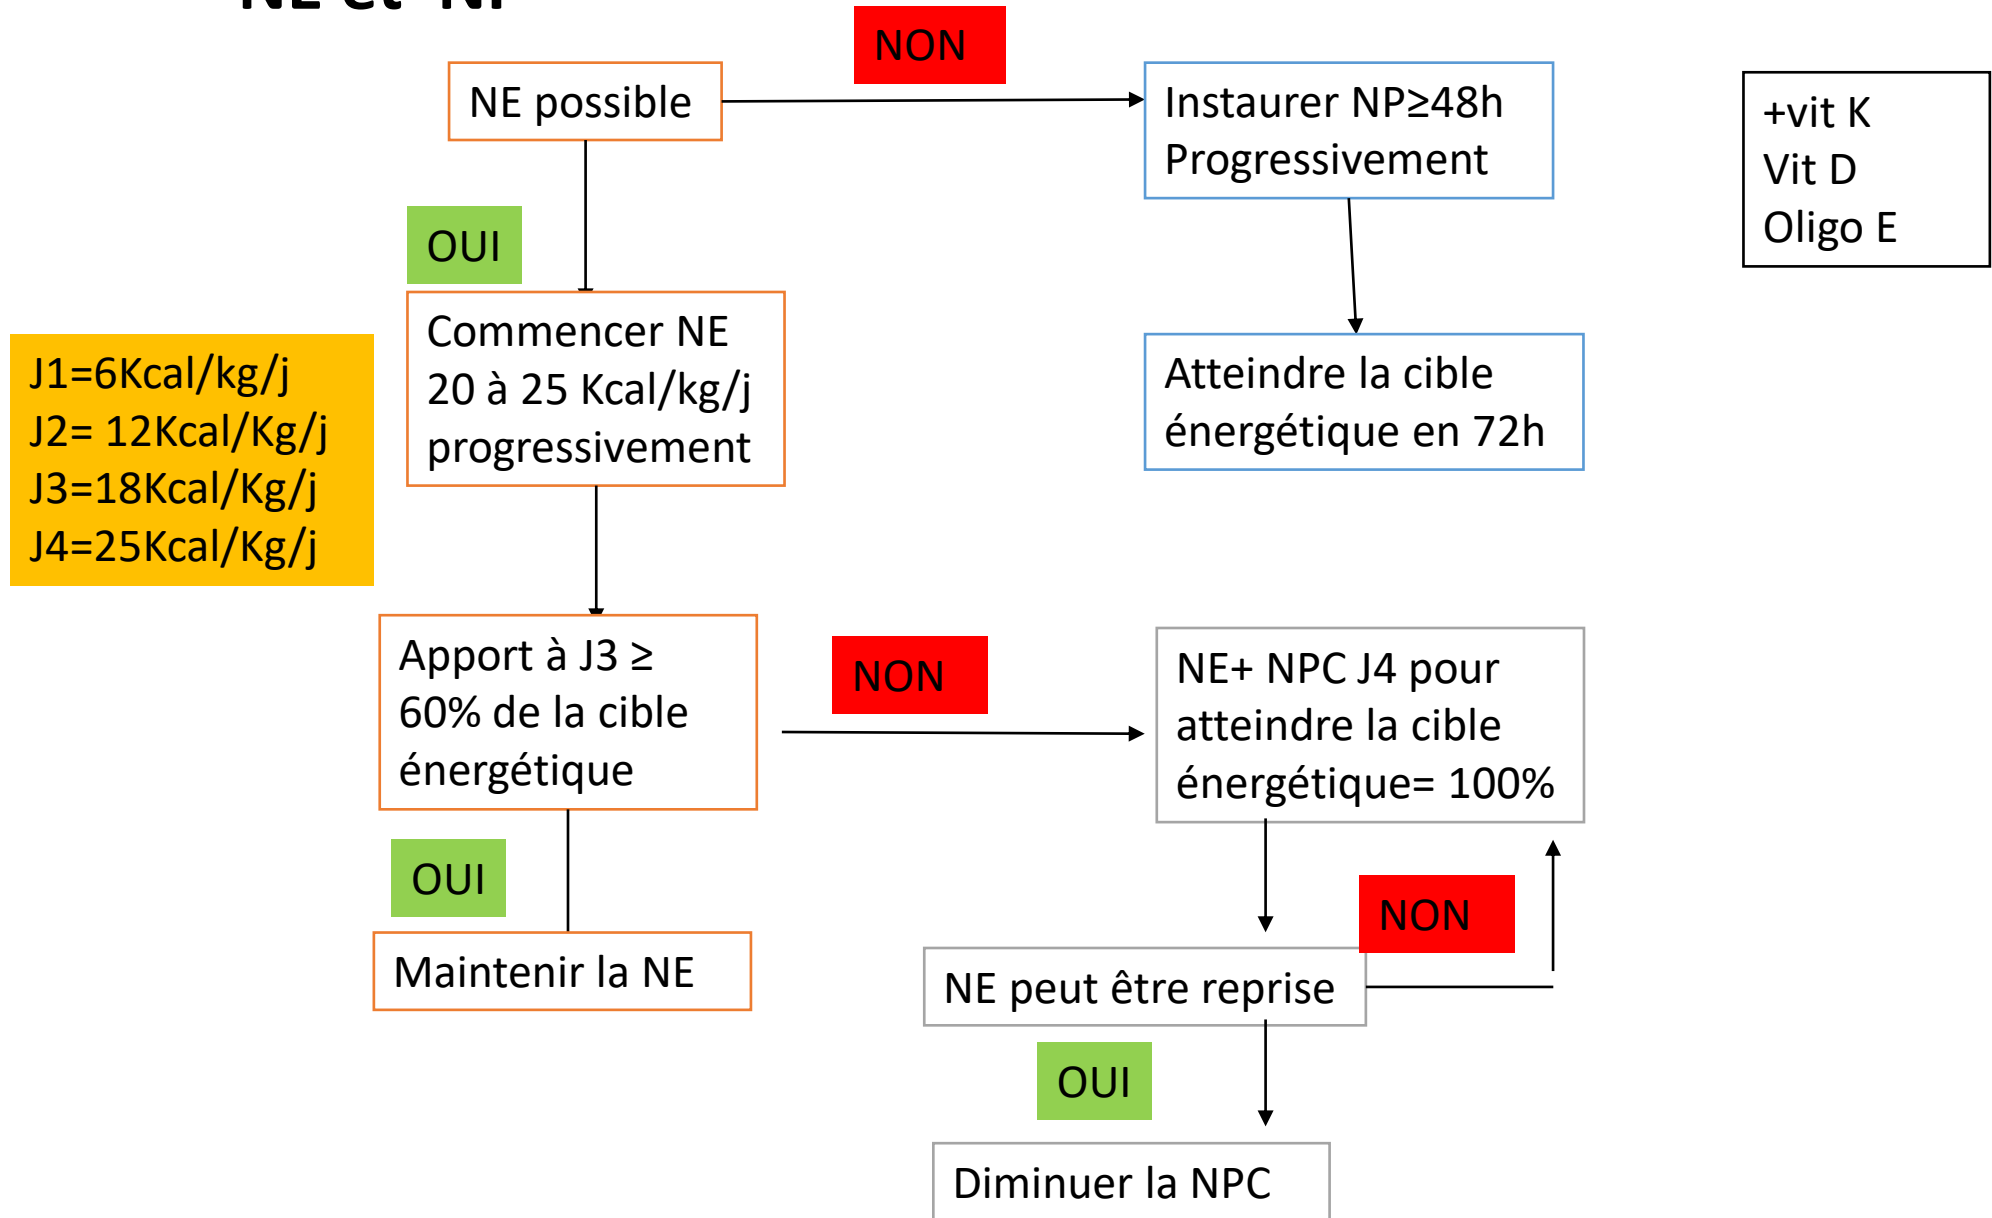 NE et NP
NON
NE possible
Instaurer NP≥48h
Progressivement
+vit K
Vit D
Oligo E
OUI
Commencer NE
20 à 25 Kcal/kg/j
progressivement
J1=6Kcal/kg/j
J2= 12Kcal/Kg/j
J3=18Kcal/Kg/j
J4=25Kcal/Kg/j
Atteindre la cible
énergétique en 72h
Apport à J3 ≥
60% de la cible
énergétique
NON
NE+ NPC J4 pour
atteindre la cible
énergétique= 100%
OUI
Maintenir la NE
NON
NE peut être reprise
OUI
Diminuer la NPC